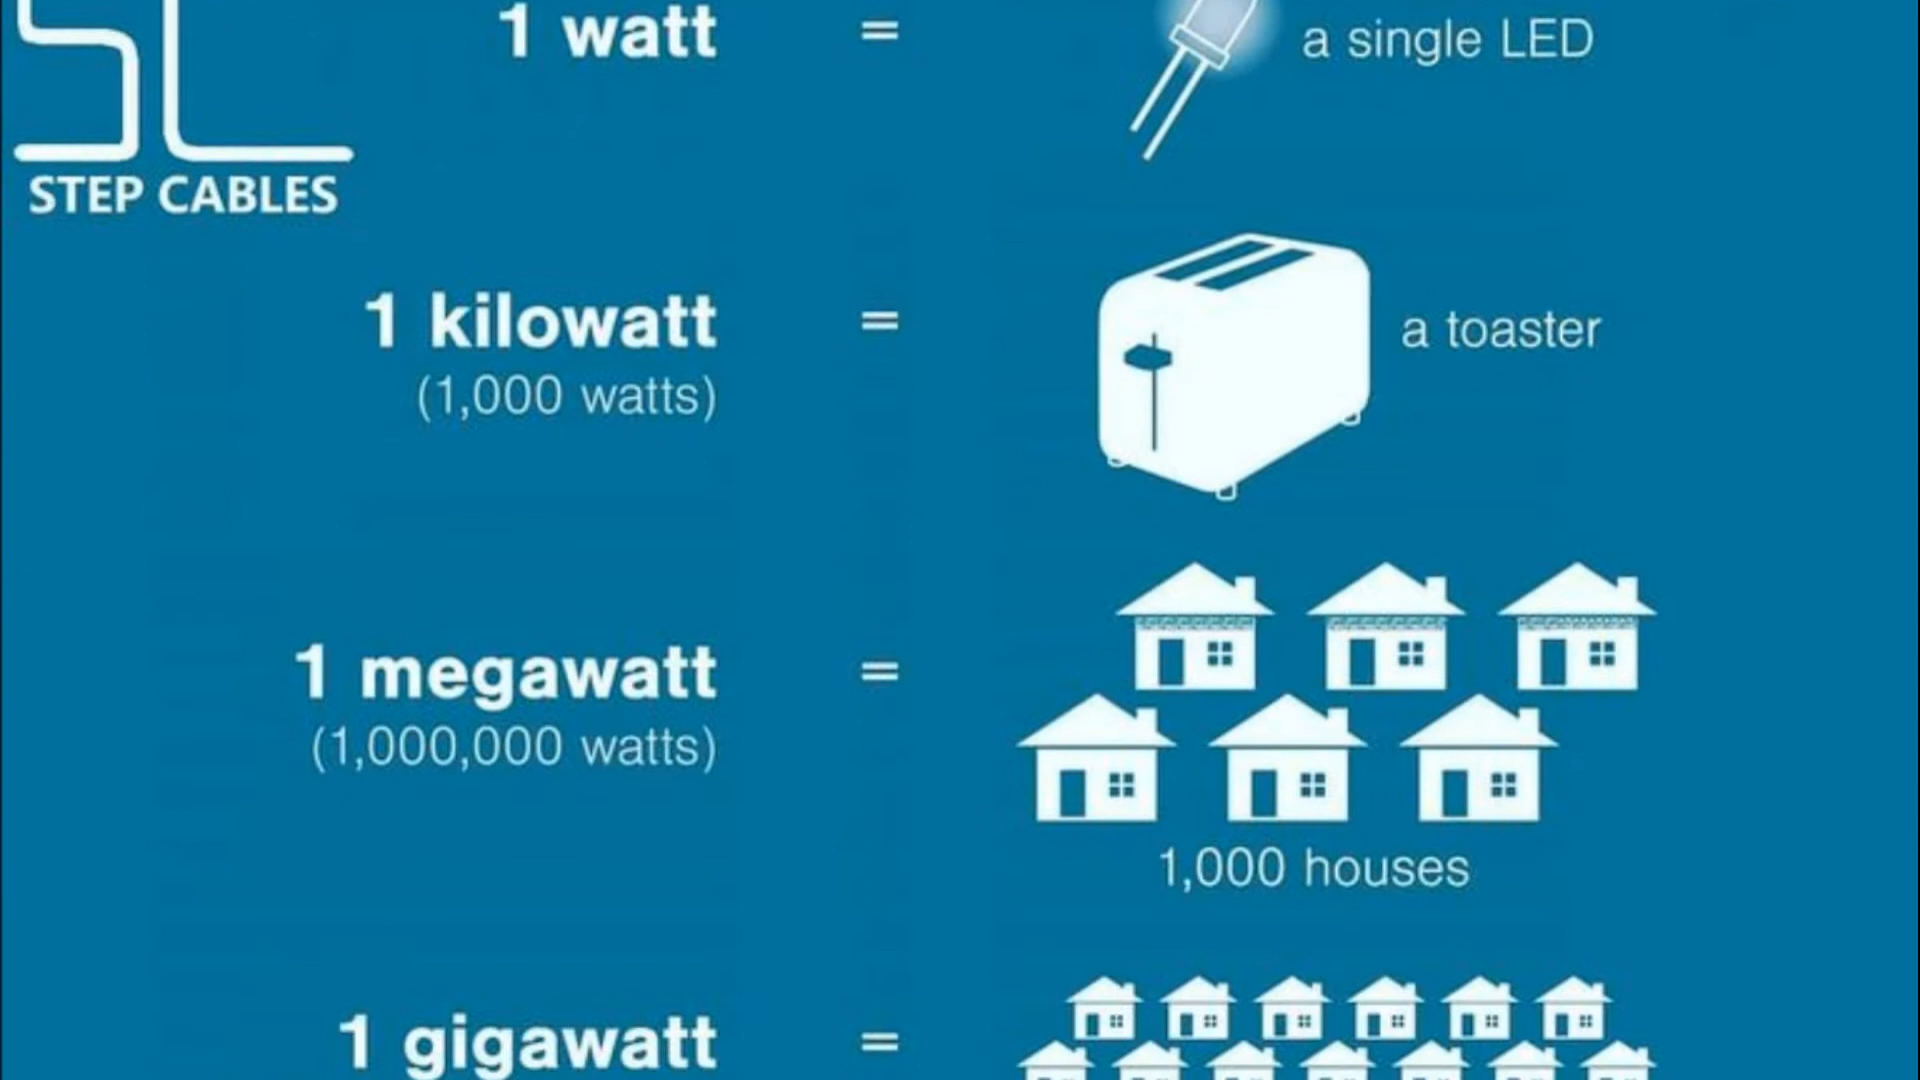 1 watt = a single LED
STEP CABLES
1 kilowatt = a toaster
(1,000 watts)
1 megawatt =
(1,000,000 watts)
1,000 houses
1 gigawatt =